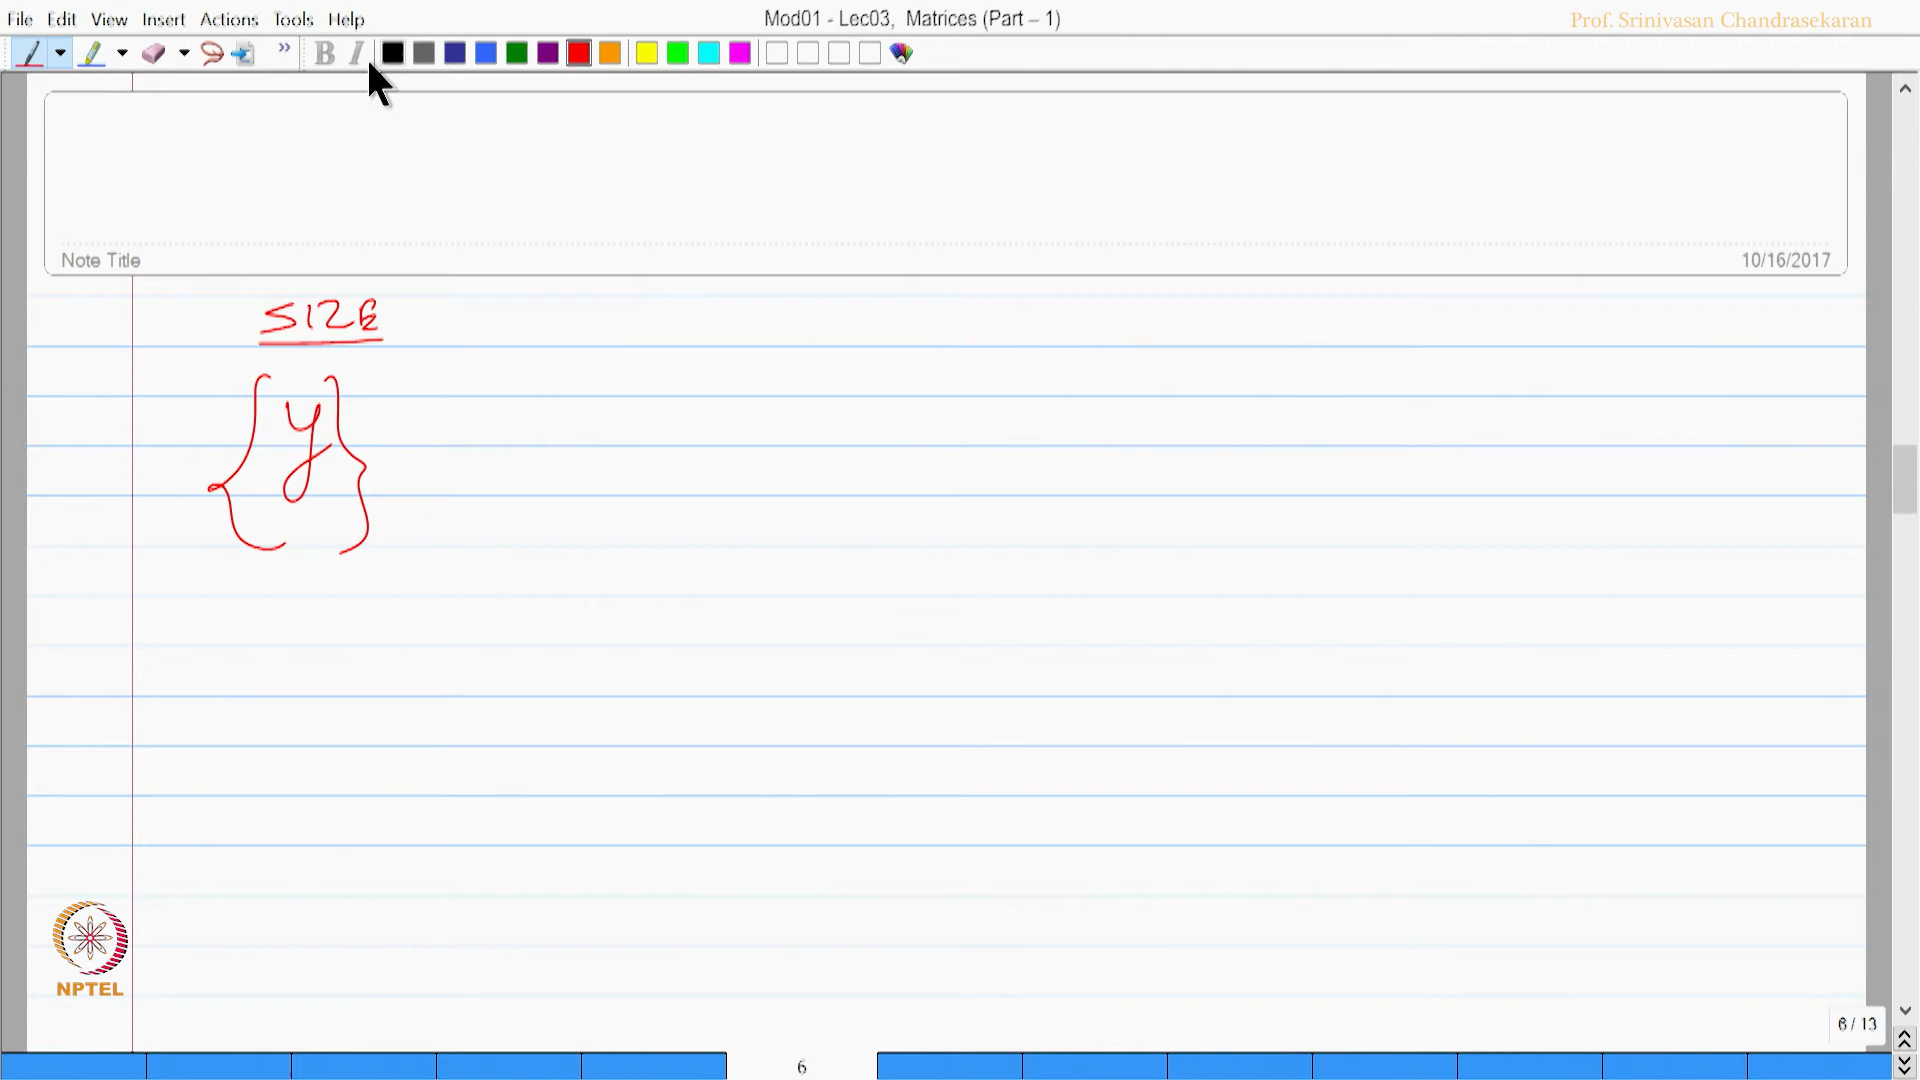 File Edit View Insert Actions Tools Help
Mod01 - Lec03, Matrices (Part – 1)
Prof. Srinivasan Chandrasekaran
B I
Note Title
10/16/2017
SIZE
{y}
NPTEL
6 / 13
6